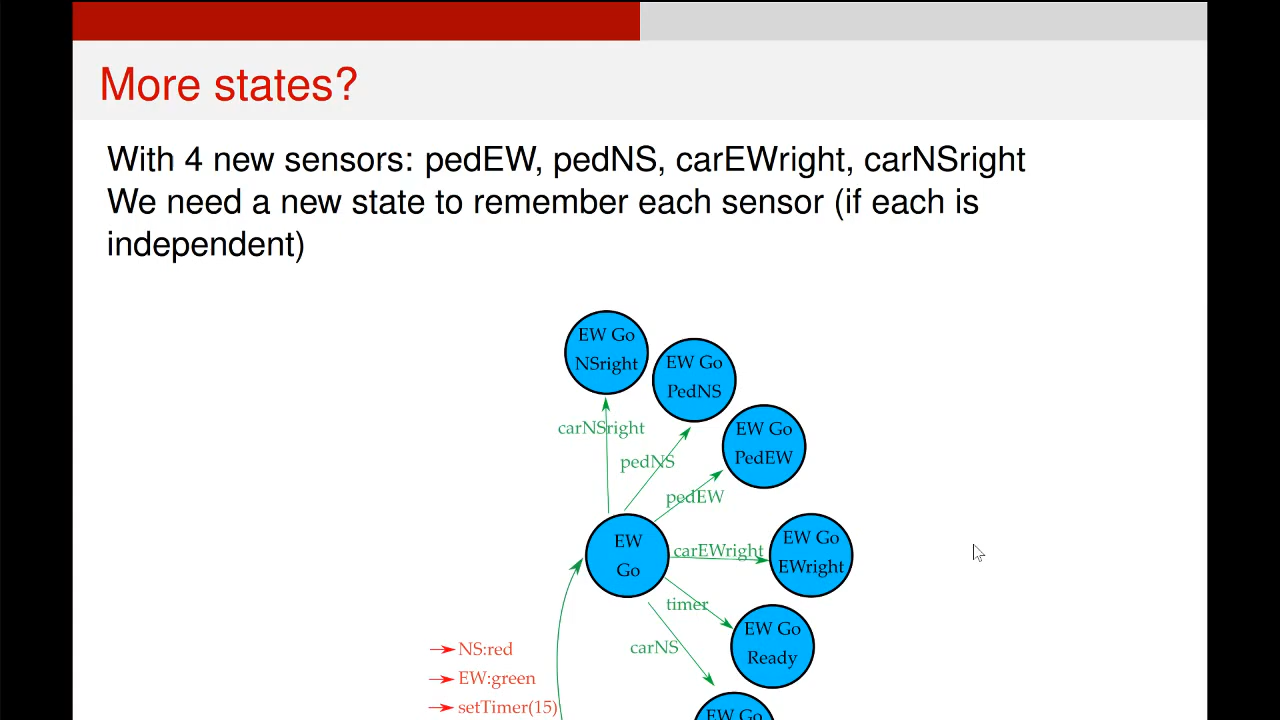 More states?
With 4 new sensors: pedEW, pedNS, carEWright, carNSright
We need a new state to remember each sensor (if each is
independent)
EW Go
NSright
EW Go
PedNS
EW Go
PedEW
carNSright
pedNS
pedEW
EW
Go
carEWright
EW Go
EWright
timer
EW Go
Ready
carNS
NS:red
EW:green
setTimer(15)
EW Go